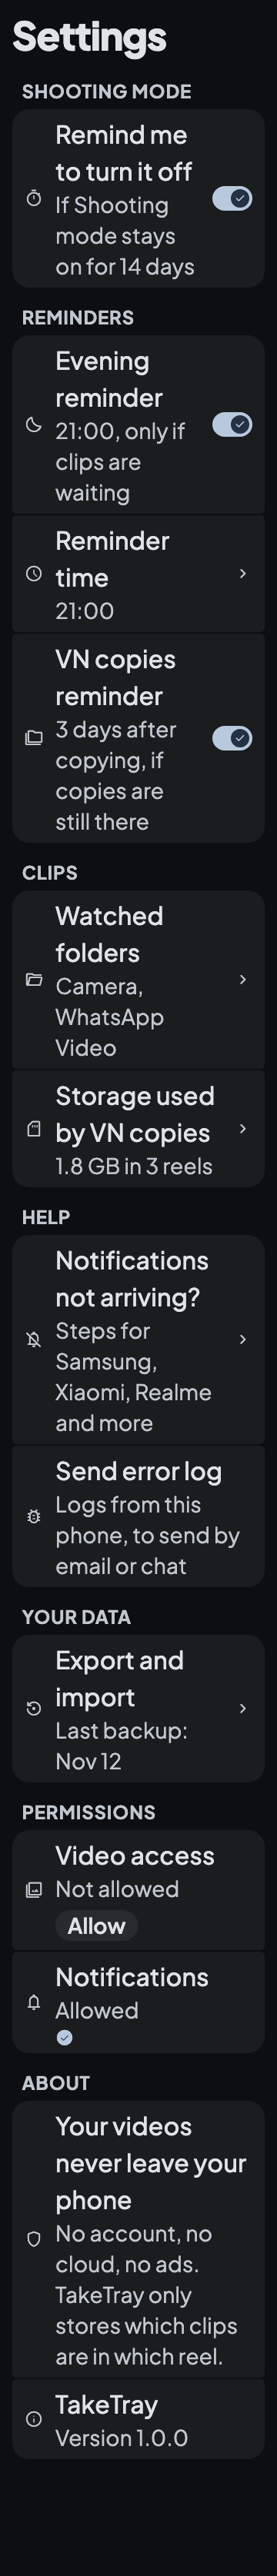 Settings
SHOOTING MODE
Remind me
to turn it off
If Shooting
mode stays
on for 14 days
REMINDERS
Evening
reminder
21:00, only if
clips are
waiting
Reminder
time
21:00
VN copies
reminder
3 days after
copying, if
copies are
still there
CLIPS
Watched
folders
Camera,
WhatsApp
Video
Storage used
by VN copies
1.8 GB in 3 reels
HELP
Notifications
not arriving?
Steps for
Samsung,
Xiaomi, Realme
and more
Send error log
Logs from this
phone, to send by
email or chat
YOUR DATA
Export and
import
Last backup:
Nov 12
PERMISSIONS
Video access
Not allowed
Allow
Notifications
Allowed
ABOUT
Your videos
never leave your
phone
No account, no
cloud, no ads.
TakeTray only
stores which clips
are in which reel.
TakeTray
Version 1.0.0